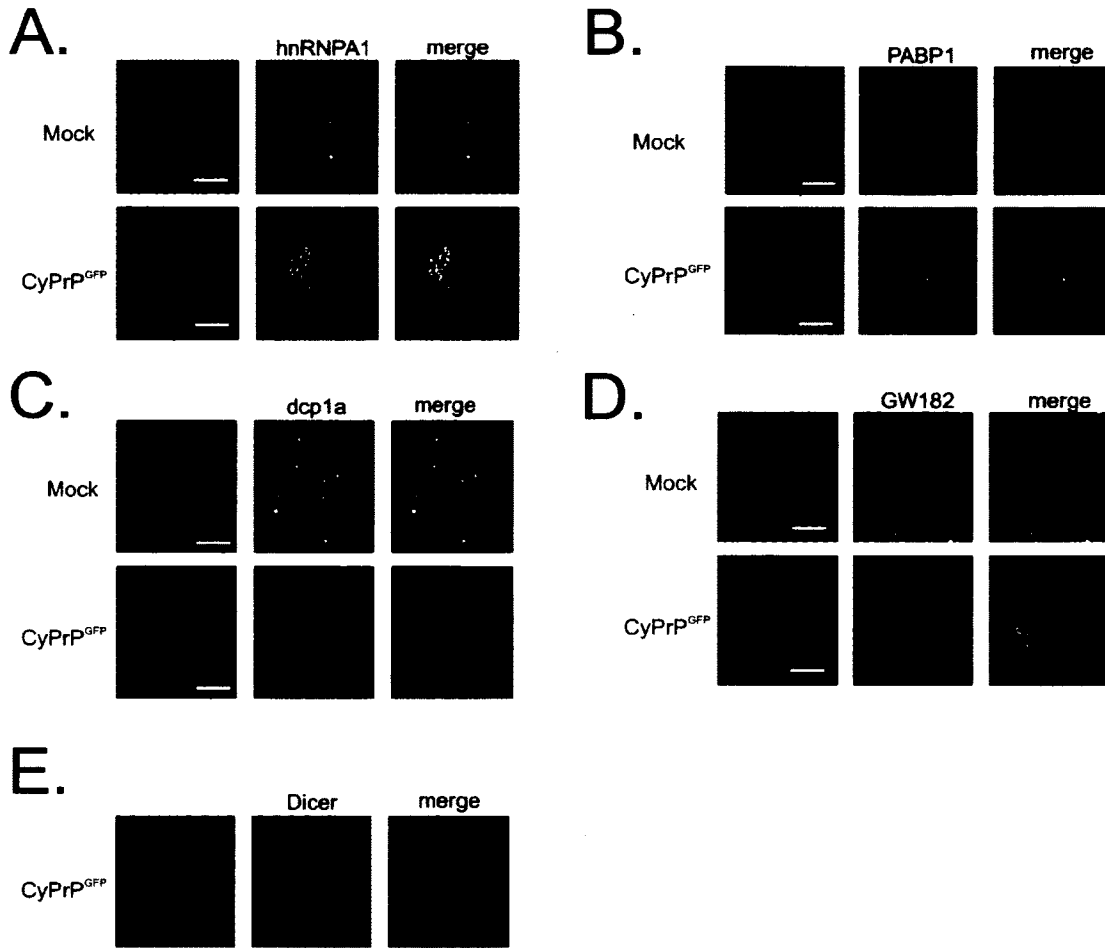 A.
hnRNPA1 merge
Mock
CyPrP^GFP
B.
PABP1 merge
Mock
CyPrP^GFP
C.
dcp1a merge
Mock
CyPrP^GFP
D.
GW182 merge
Mock
CyPrP^GFP
E.
Dicer merge
CyPrP^GFP